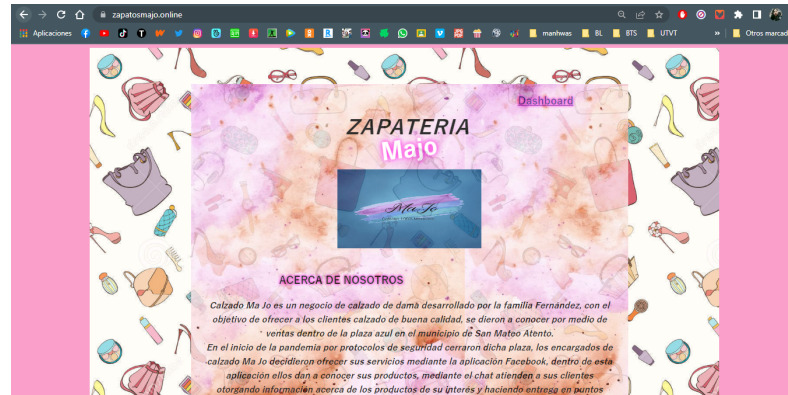 zapatosmajo.online
Aplicaciones
manhwas
BL
BTS
UTVT
»
Otros marcad
Dashboard
ZAPATERIA
Majo
Ma Jo
ACERCA DE NOSOTROS
Calzado Ma Jo es un negocio de calzado de dama desarrollado por la familia Fernández, con el
objetivo de ofrecer a los clientes calzado de buena calidad, se dieron a conocer por medio de
ventas dentro de la plaza azul en el municipio de San Mateo Atento.
En el inicio de la pandemia por protocolos de seguridad cerraron dicha plaza, los encargados de
calzado Ma Jo decidieron ofrecer sus servicios mediante la aplicación Facebook, dentro de esta
aplicación ellos dan a conocer sus productos, mediante el chat atienden a sus clientes
otorgando información acerca de los productos de su interés y haciendo entrega en puntos